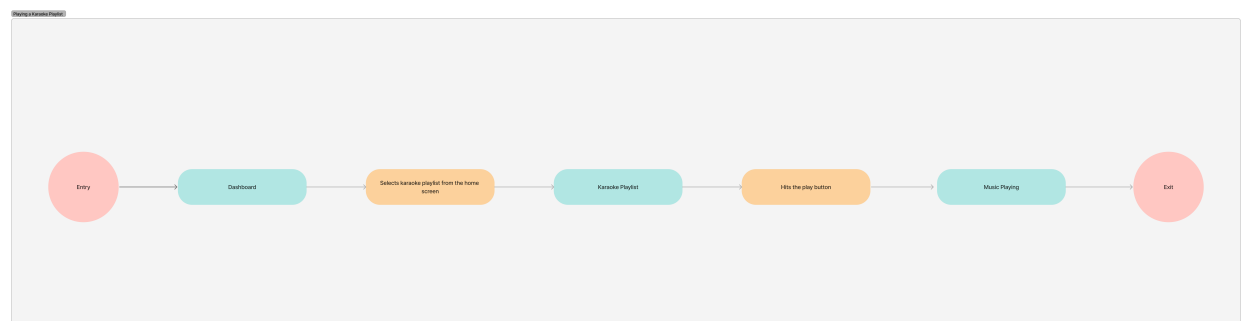 Playing a Karaoke Playlist
Entry
Dashboard
Selects karaoke playlist from the home
screen
Karaoke Playlist
Hits the play button
Music Playing
Exit